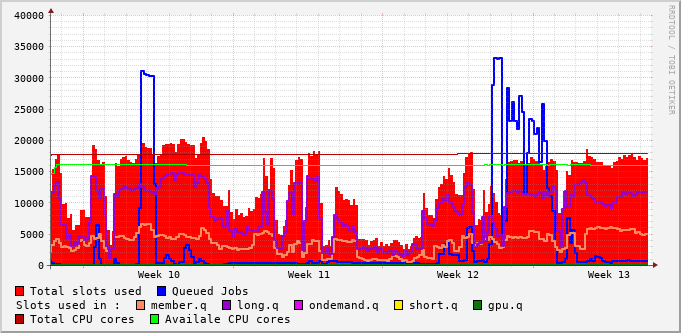 40000
35000
30000
25000
20000
15000
10000
5000
0
Week 10 Week 11 Week 12 Week 13
RRDTOOL / TOBI OETIKER
Total slots used Queued Jobs
Slots used in : member.q long.q ondemand.q short.q gpu.q
Total CPU cores Availale CPU cores